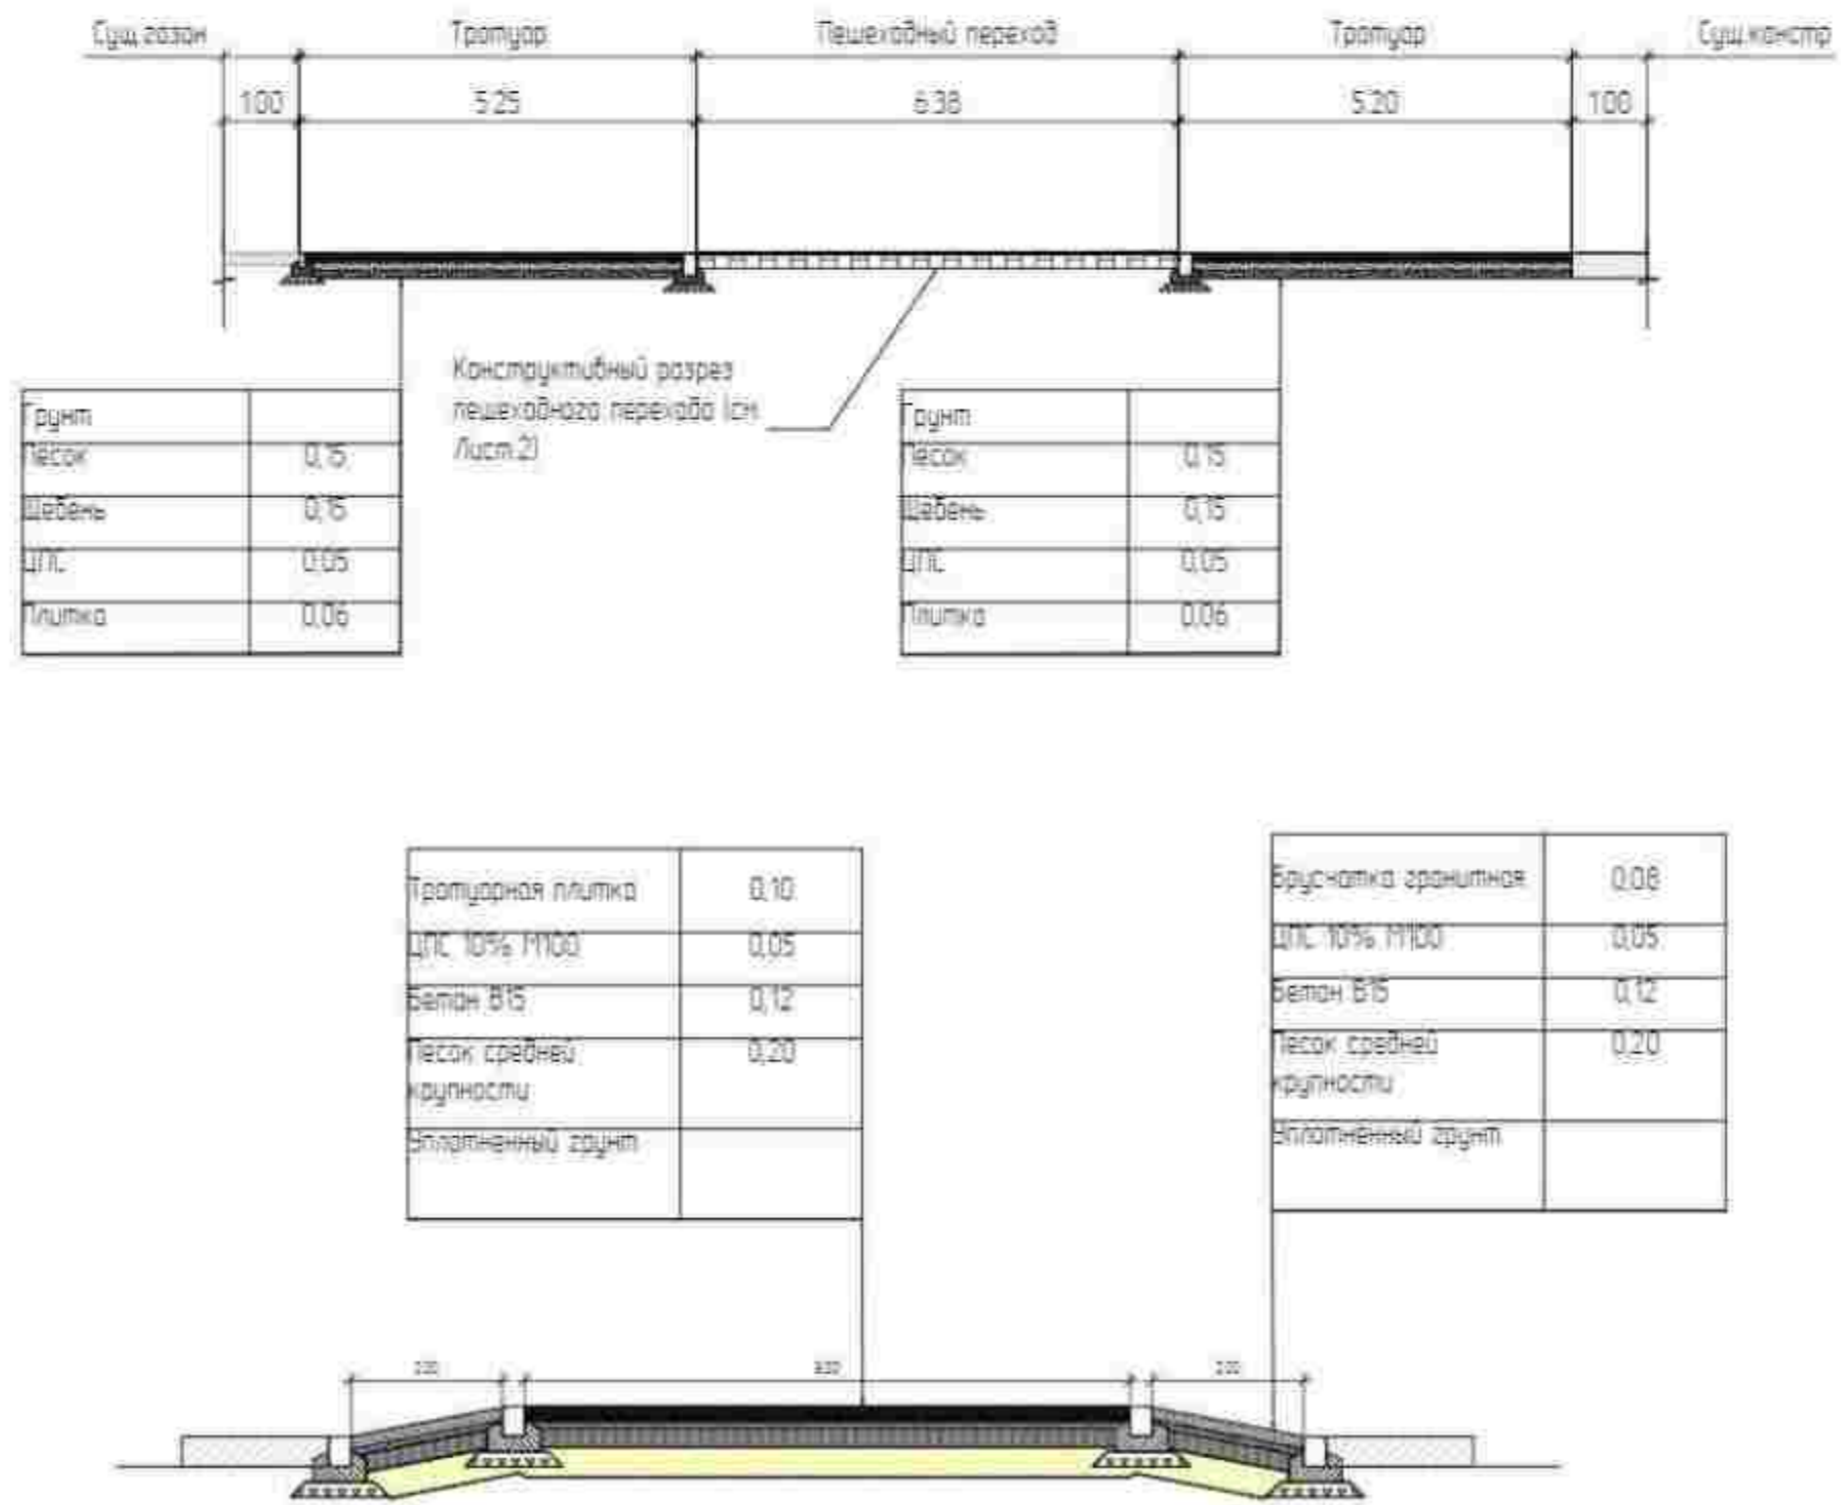 Сущ.газон Тротуар Пешеходный переход Тротуар Сущ.констр
1.00 5.25 6.38 5.20 1.00
Конструктивный разрез
пешеходного перехода (см.
Лист 2)
Грунт
Песок 0,15
Щебень 0,15
ЦПС 0,05
Плитка 0,06
Грунт
Песок 0,15
Щебень 0,15
ЦПС 0,05
Плитка 0,06
Тротуарная плитка 0,10
ЦПС 10% М100 0,05
Бетон В15 0,12
Песок средней 0,20
крупности
Уплотненный грунт
Брусчатка гранитная 0,08
ЦПС 10% М100 0,05
Бетон В15 0,12
Песок средней 0,20
крупности
Уплотненный грунт